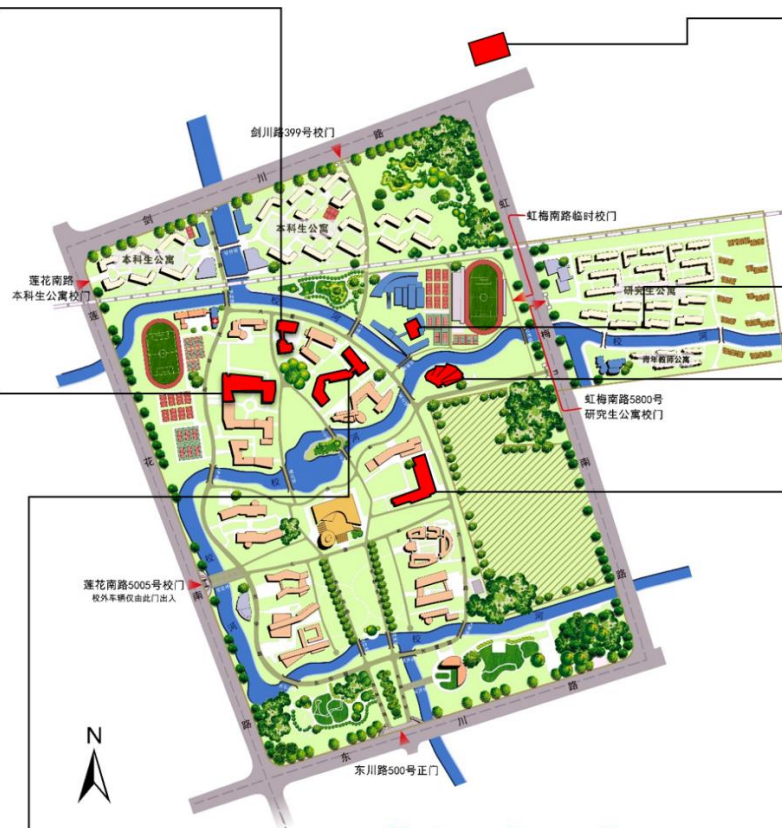 剑川路399号校门
路
川
剑
虹
虹梅南路临时校门
本科生公寓
本科生公寓
莲花南路
本科生公寓校门
研究生公寓
莲
校
河
梅
校
河
青年教师公寓
虹梅南路5800号
研究生公寓校门
花
校
河
南
莲花南路5005号校门
校外车辆仅由此门出入
南
校
河
路
校
河
路
东
川
路
东川路500号正门
N